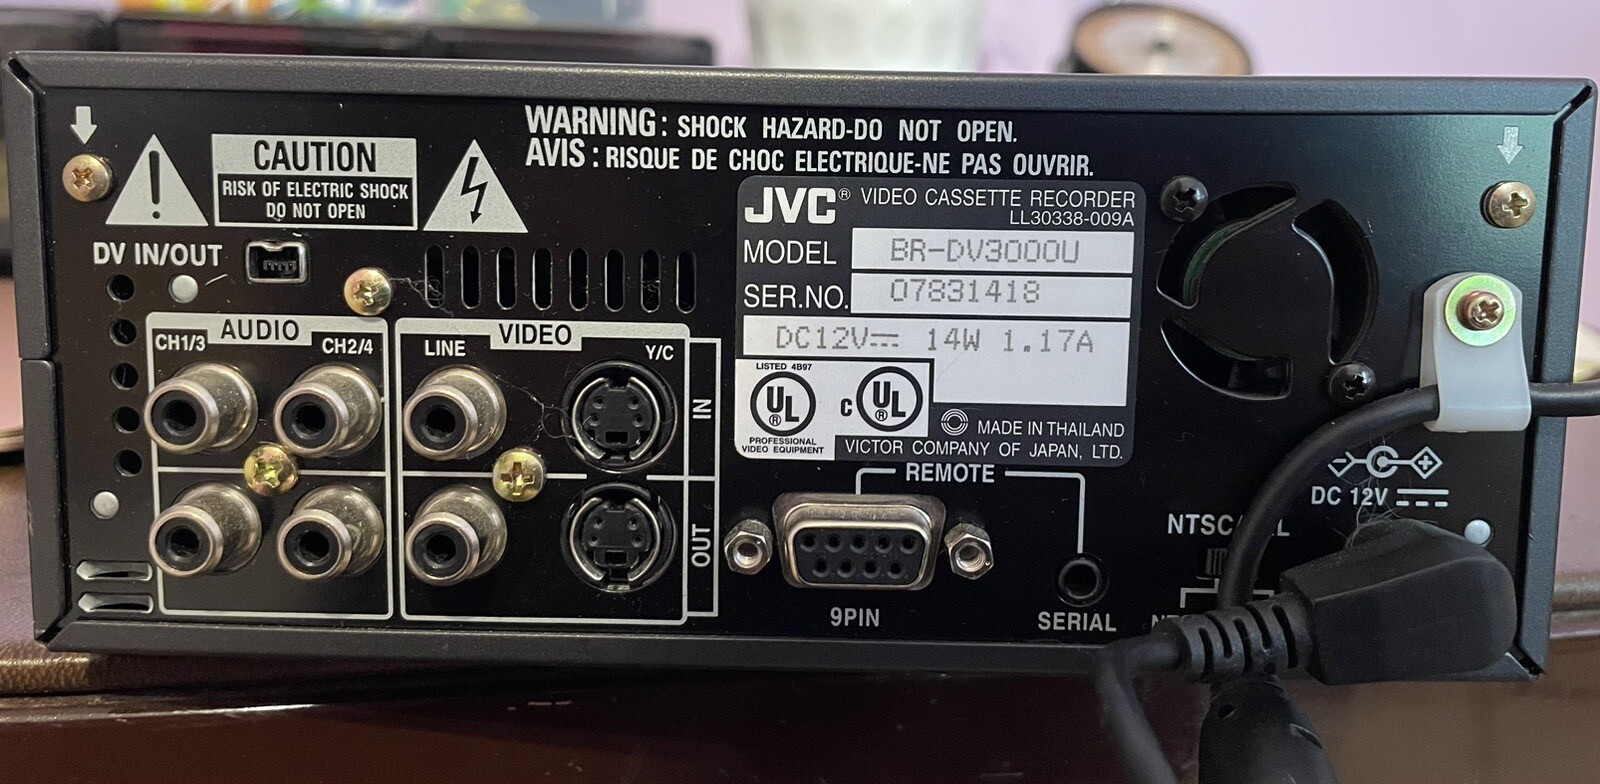 WARNING: SHOCK HAZARD-DO NOT OPEN.
AVIS: RISQUE DE CHOC ELECTRIQUE-NE PAS OUVRIR.
CAUTION
RISK OF ELECTRIC SHOCK
DO NOT OPEN
JVC® VIDEO CASSETTE RECORDER
LL30338-009A
MODEL BR-DV3000U
SER.NO. 07831418
DC12V⎓ 14W 1.17A
LISTED 4B97
UL®
C UL®
PROFESSIONAL
VIDEO EQUIPMENT
MADE IN THAILAND
VICTOR COMPANY OF JAPAN, LTD.
DV IN/OUT
AUDIO
CH1/3 CH2/4
VIDEO
LINE Y/C
IN
OUT
REMOTE
9PIN
SERIAL
DC 12V ⎓